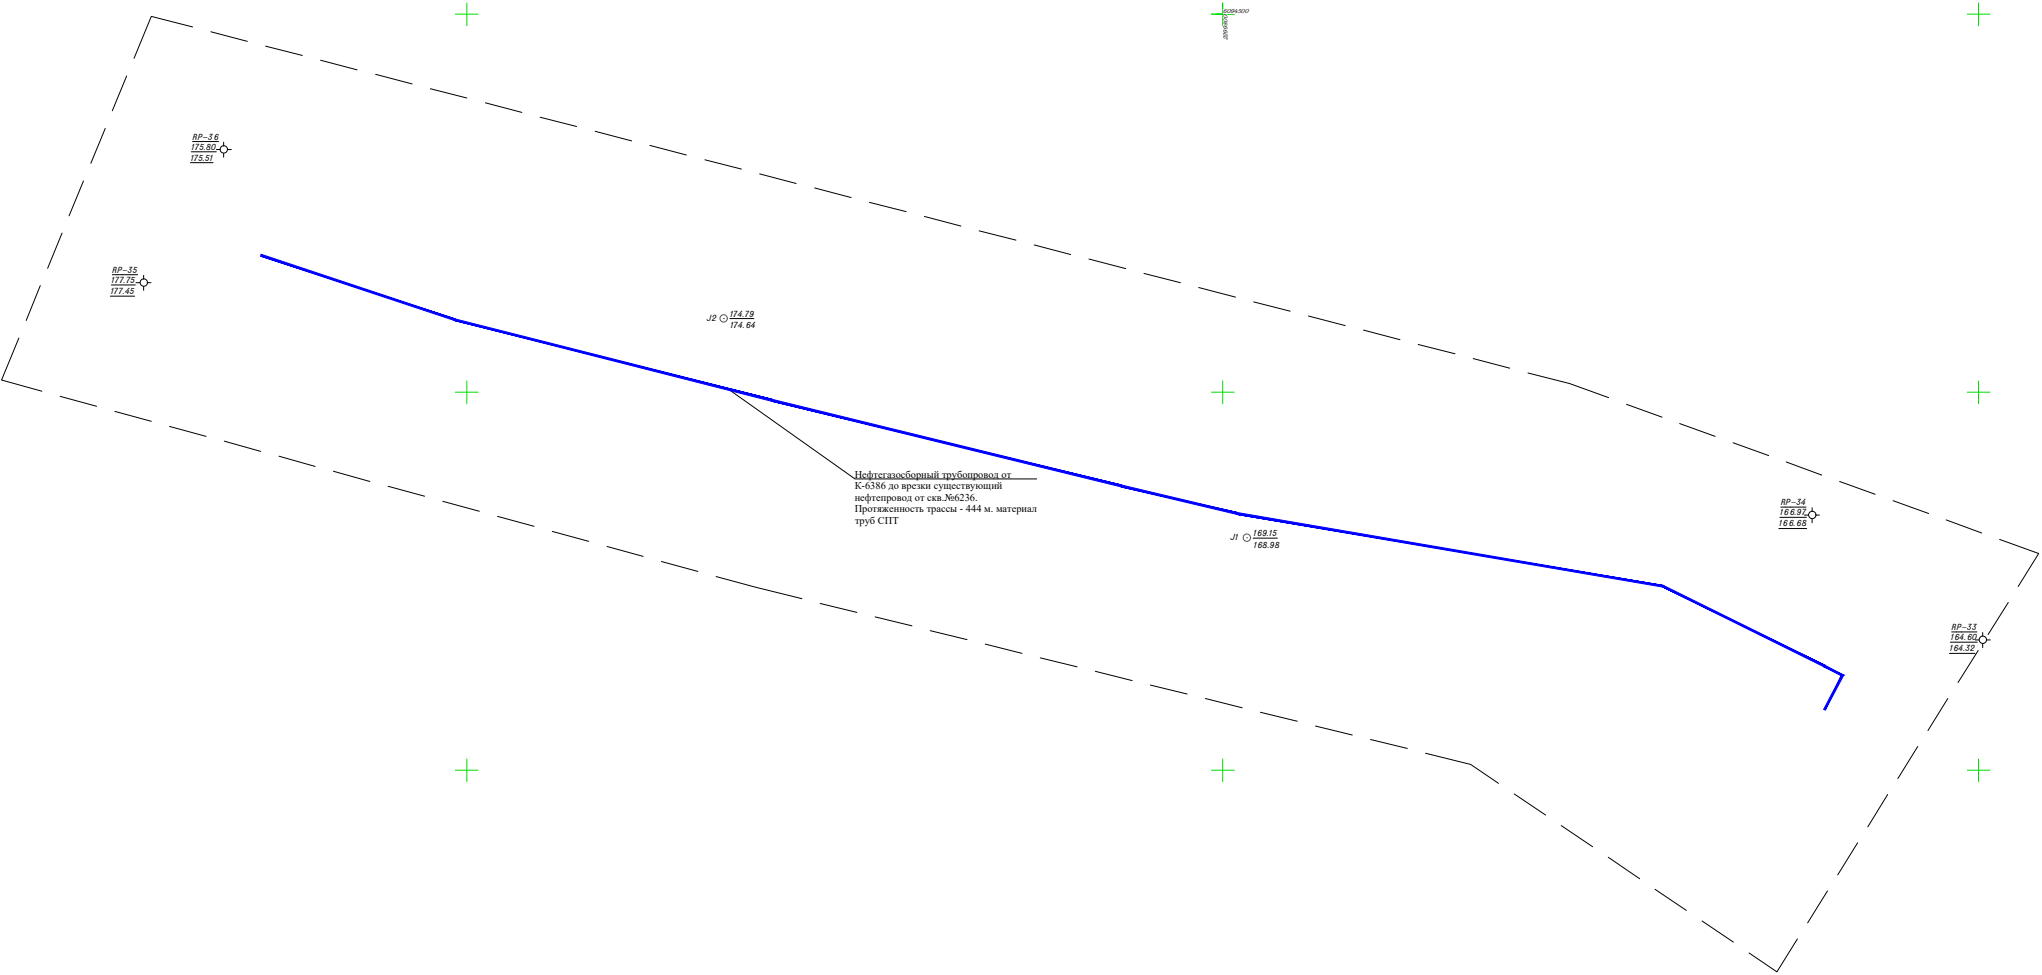 6094500
RP-36
175.80
175.51
RP-35
177.75
177.45
J2
174.79
174.64
Нефтегазосборный трубопровод от
К-6386 до врезки существующий
нефтепровод от скв.№6236.
Протяженность трассы - 444 м. материал
труб СПТ
J1
169.15
168.98
RP-34
166.97
166.68
RP-33
164.60
164.32